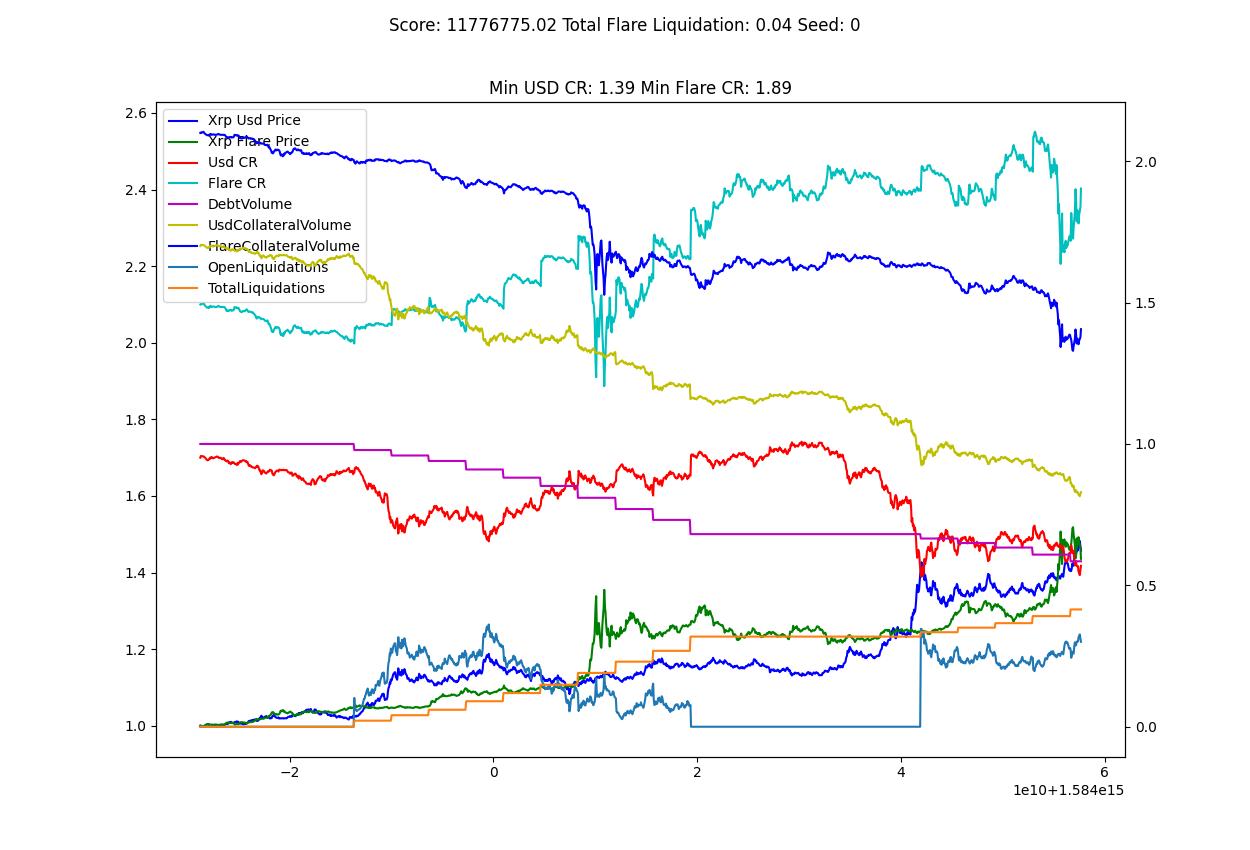 Score: 11776775.02 Total Flare Liquidation: 0.04 Seed: 0
Min USD CR: 1.39 Min Flare CR: 1.89
Xrp Usd Price
Xrp Flare Price
Usd CR
Flare CR
DebtVolume
UsdCollateralVolume
FlareCollateralVolume
OpenLiquidations
TotalLiquidations
2.6
2.4
2.2
2.0
1.8
1.6
1.4
1.2
1.0
2.0
1.5
1.0
0.5
0.0
−2 0 2 4 6
1e10+1.584e15